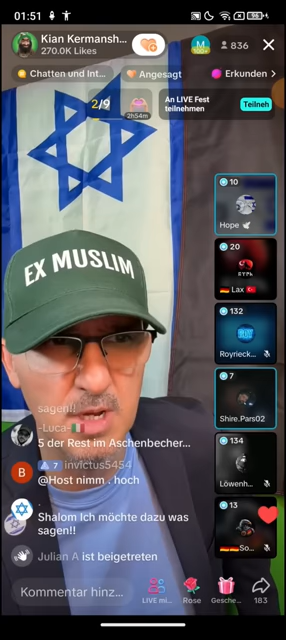 01:51
Kian Kermansh...
270.0K Likes
M
300+
836
Chatten und Int...
Angesagt
Erkunden
2/9
2h54m
An LIVE Fest
teilnehmen
Teilneh
EX MUSLIM
10
Hope
20
Lax
132
Royrieck...
7
Shire.Pars02
134
Löwenh...
13
So...
sagen!!
-Luca-
5 der Rest im Aschenbecher...
B
7 invictus5454
@Host nimm . hoch
.
Shalom Ich möchte dazu was
sagen!!
Julian A ist beigetreten
Kommentar hinz...
LIVE mi...
Rose
Gesche...
183